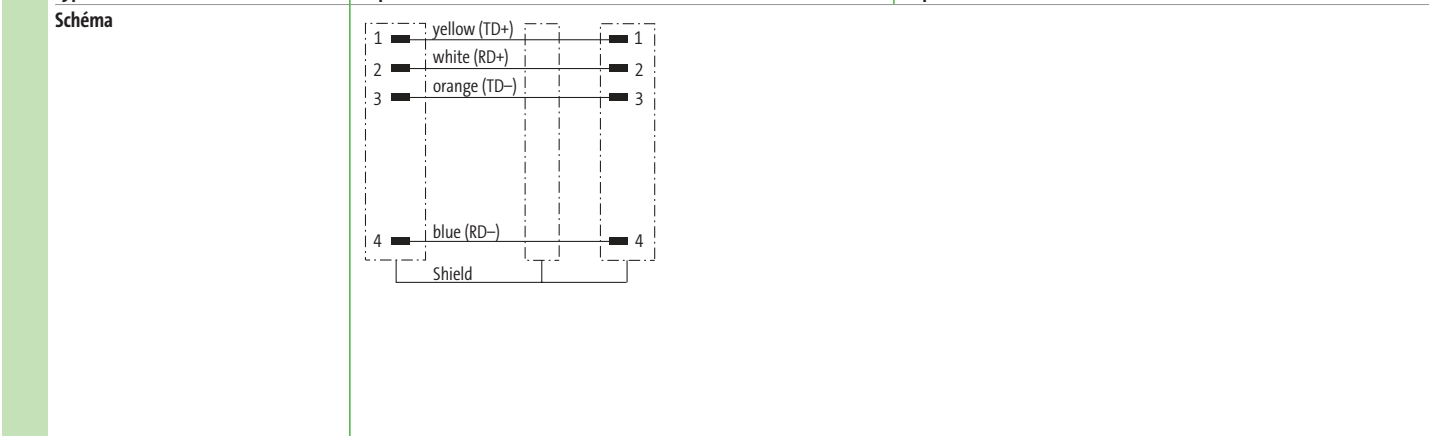 Schéma
1 yellow (TD+) 1
2 white (RD+) 2
3 orange (TD–) 3
4 blue (RD–) 4
Shield